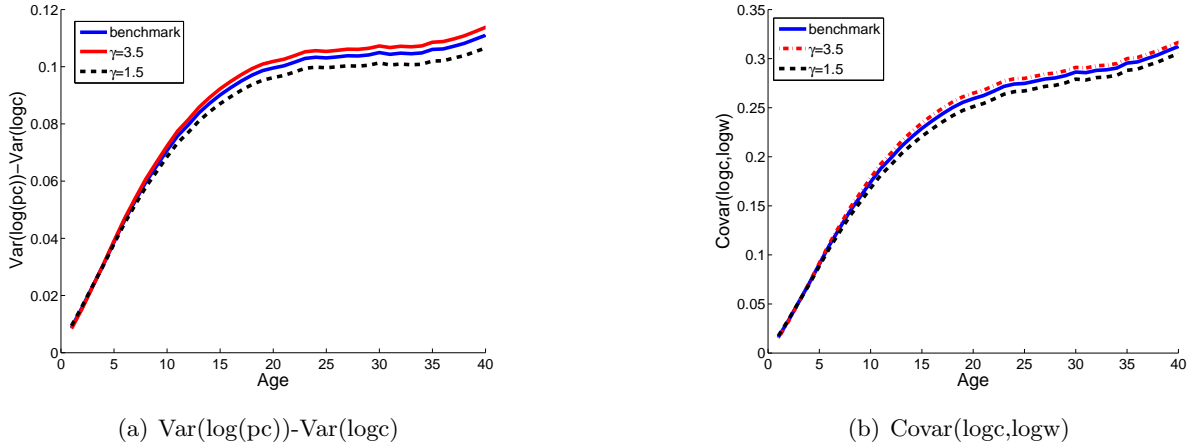 benchmark
γ=3.5
γ=1.5
Var(log(pc))−Var(logc)
0.12
0.1
0.08
0.06
0.04
0.02
0
0 5 10 15 20 25 30 35 40
Age
(a) Var(log(pc))-Var(logc)
benchmark
γ=3.5
γ=1.5
Covar(logc,logw)
0.35
0.3
0.25
0.2
0.15
0.1
0.05
0
0 5 10 15 20 25 30 35 40
Age
(b) Covar(logc,logw)